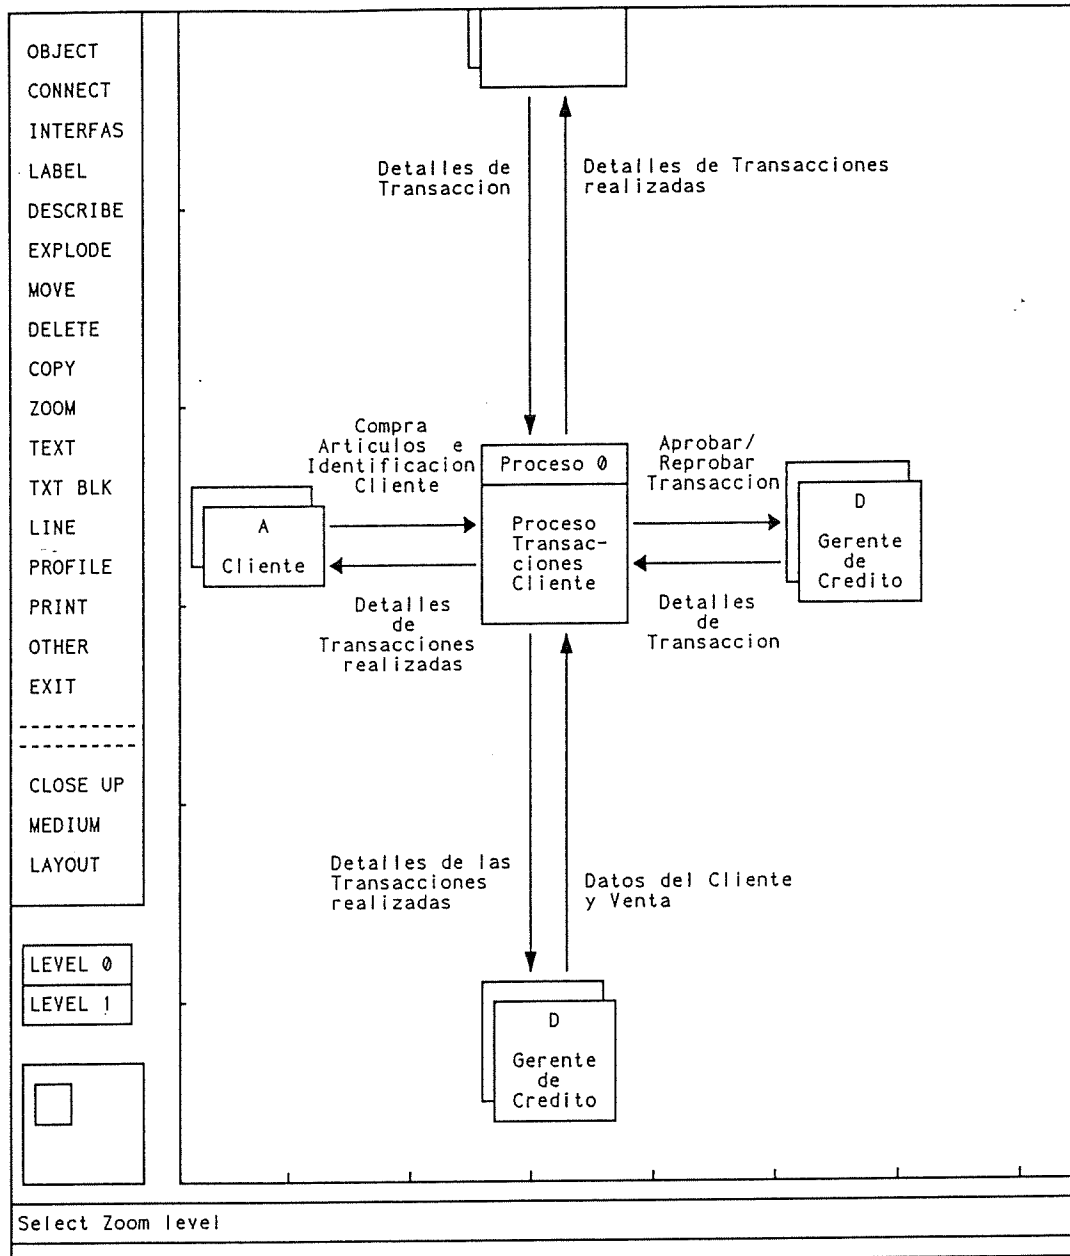 OBJECT
CONNECT
INTERFAS
LABEL
DESCRIBE
EXPLODE
MOVE
DELETE
COPY
ZOOM
TEXT
TXT BLK
LINE
PROFILE
PRINT
OTHER
EXIT
CLOSE UP
MEDIUM
LAYOUT
LEVEL 0
LEVEL 1
Detalles de
Transaccion
Detalles de Transacciones
realizadas
Compra
Articulos e
Identificacion
Cliente
Proceso 0
Proceso
Transac-
ciones
Cliente
Aprobar/
Reprobar
Transaccion
A
Cliente
D
Gerente
de
Credito
Detalles
de
Transacciones
realizadas
Detalles
de
Transaccion
Detalles de las
Transacciones
realizadas
Datos del Cliente
y Venta
D
Gerente
de
Credito
Select Zoom level